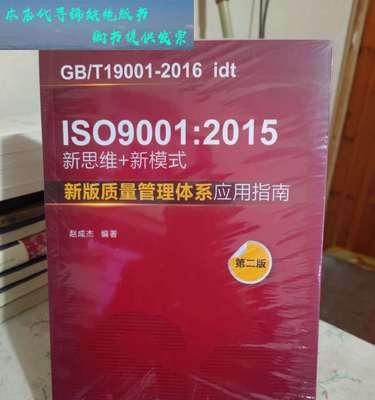 本店代寻绝版书
购书提供发票
GB/T19001-2016 idt
ISO9001:2015
新思维+新模式
新版质量管理体系应用指南
赵成杰 编著
第二版